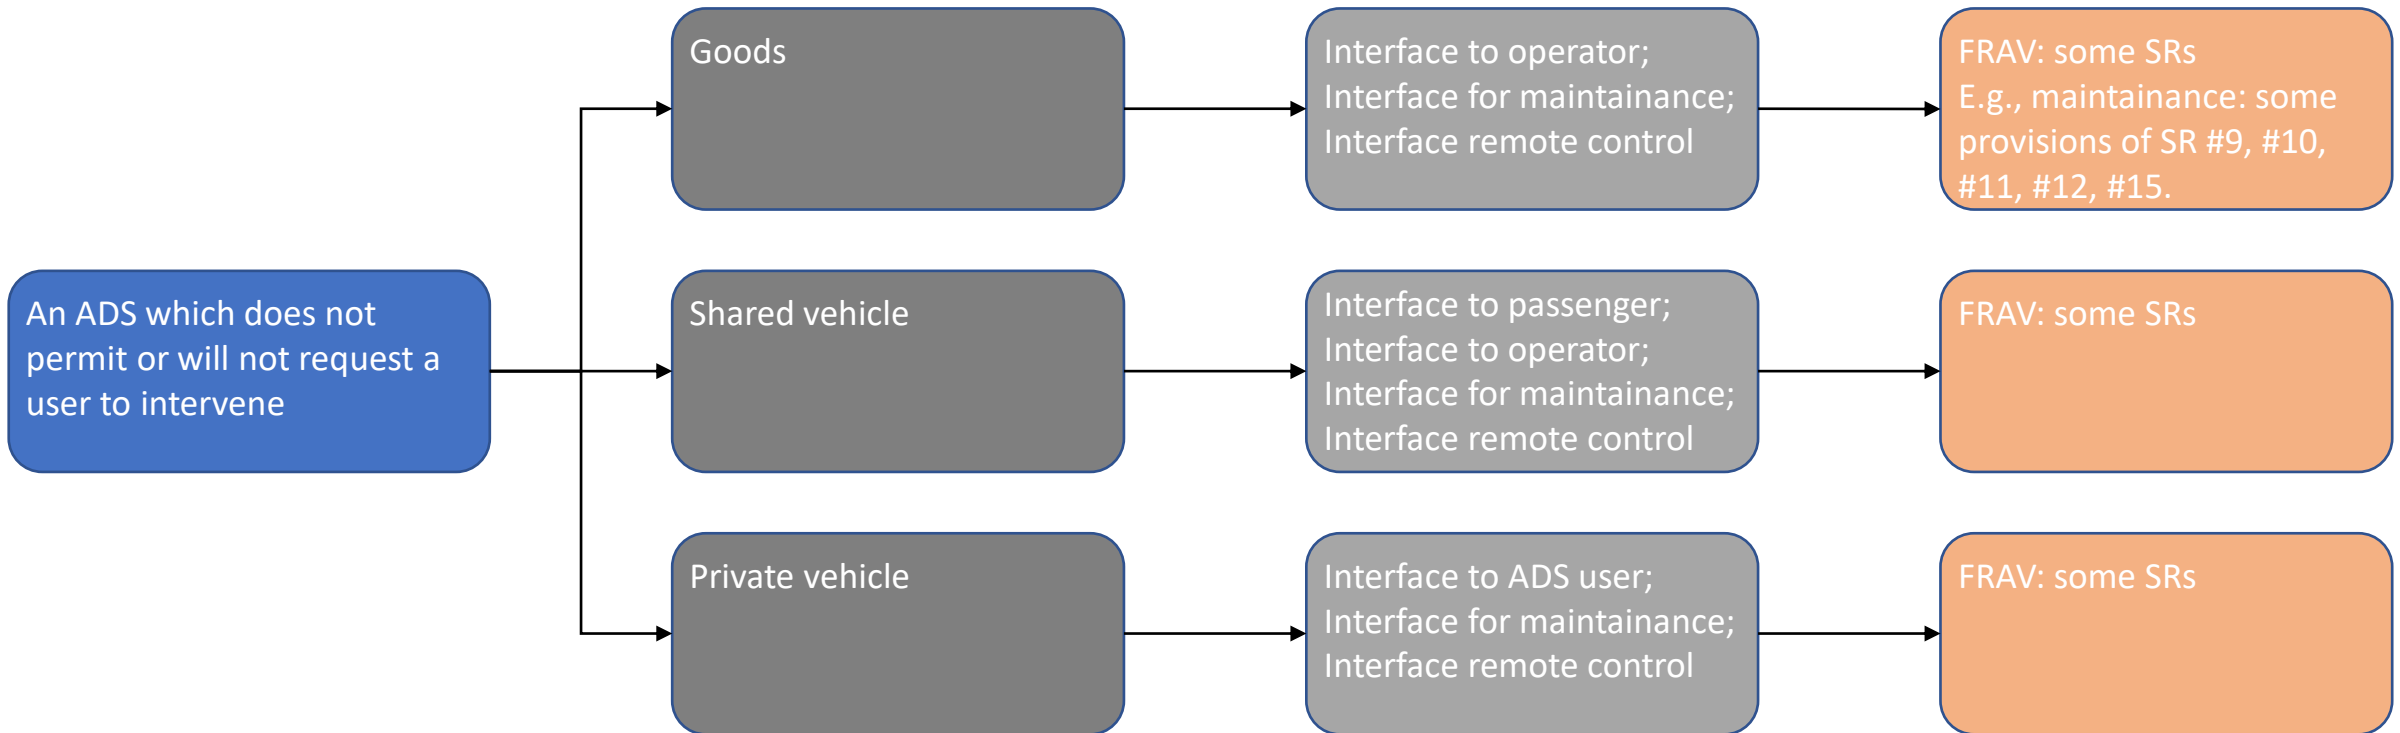 Goods
Interface to operator;
Interface for maintainance;
Interface remote control
FRAV: some SRs
E.g., maintainance: some
provisions of SR #9, #10,
#11, #12, #15.
An ADS which does not
permit or will not request a
user to intervene
Shared vehicle
Interface to passenger;
Interface to operator;
Interface for maintainance;
Interface remote control
FRAV: some SRs
Private vehicle
Interface to ADS user;
Interface for maintainance;
Interface remote control
FRAV: some SRs